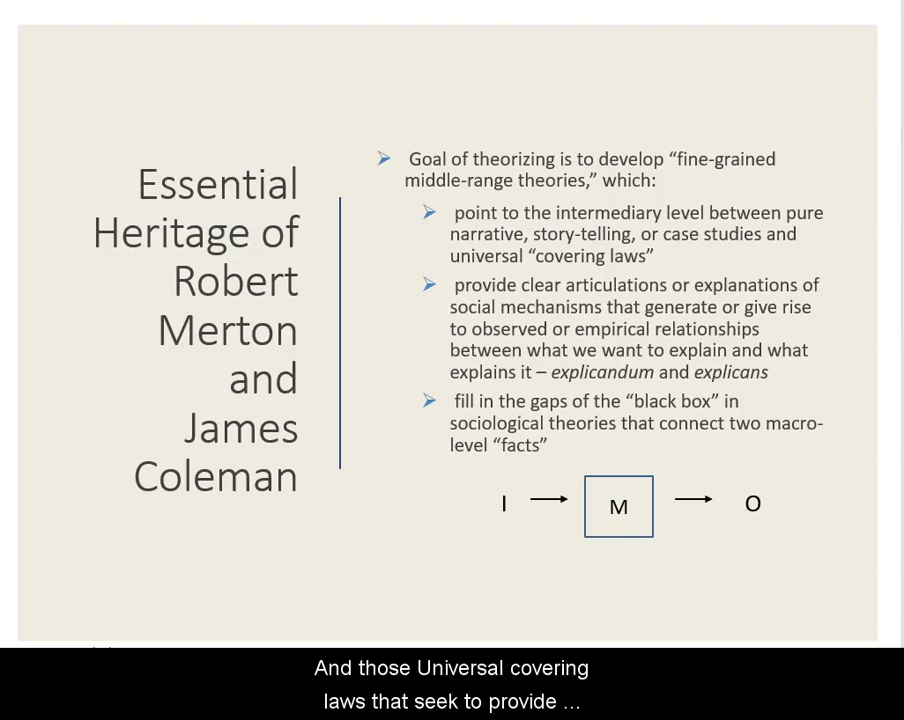 Essential
Heritage of
Robert
Merton
and
James
Coleman
Goal of theorizing is to develop “fine-grained
middle-range theories,” which:
point to the intermediary level between pure
narrative, story-telling, or case studies and
universal “covering laws”
provide clear articulations or explanations of
social mechanisms that generate or give rise
to observed or empirical relationships
between what we want to explain and what
explains it – explicandum and explicans
fill in the gaps of the “black box” in
sociological theories that connect two macro-
level “facts”
I → M → O
And those Universal covering
laws that seek to provide ...